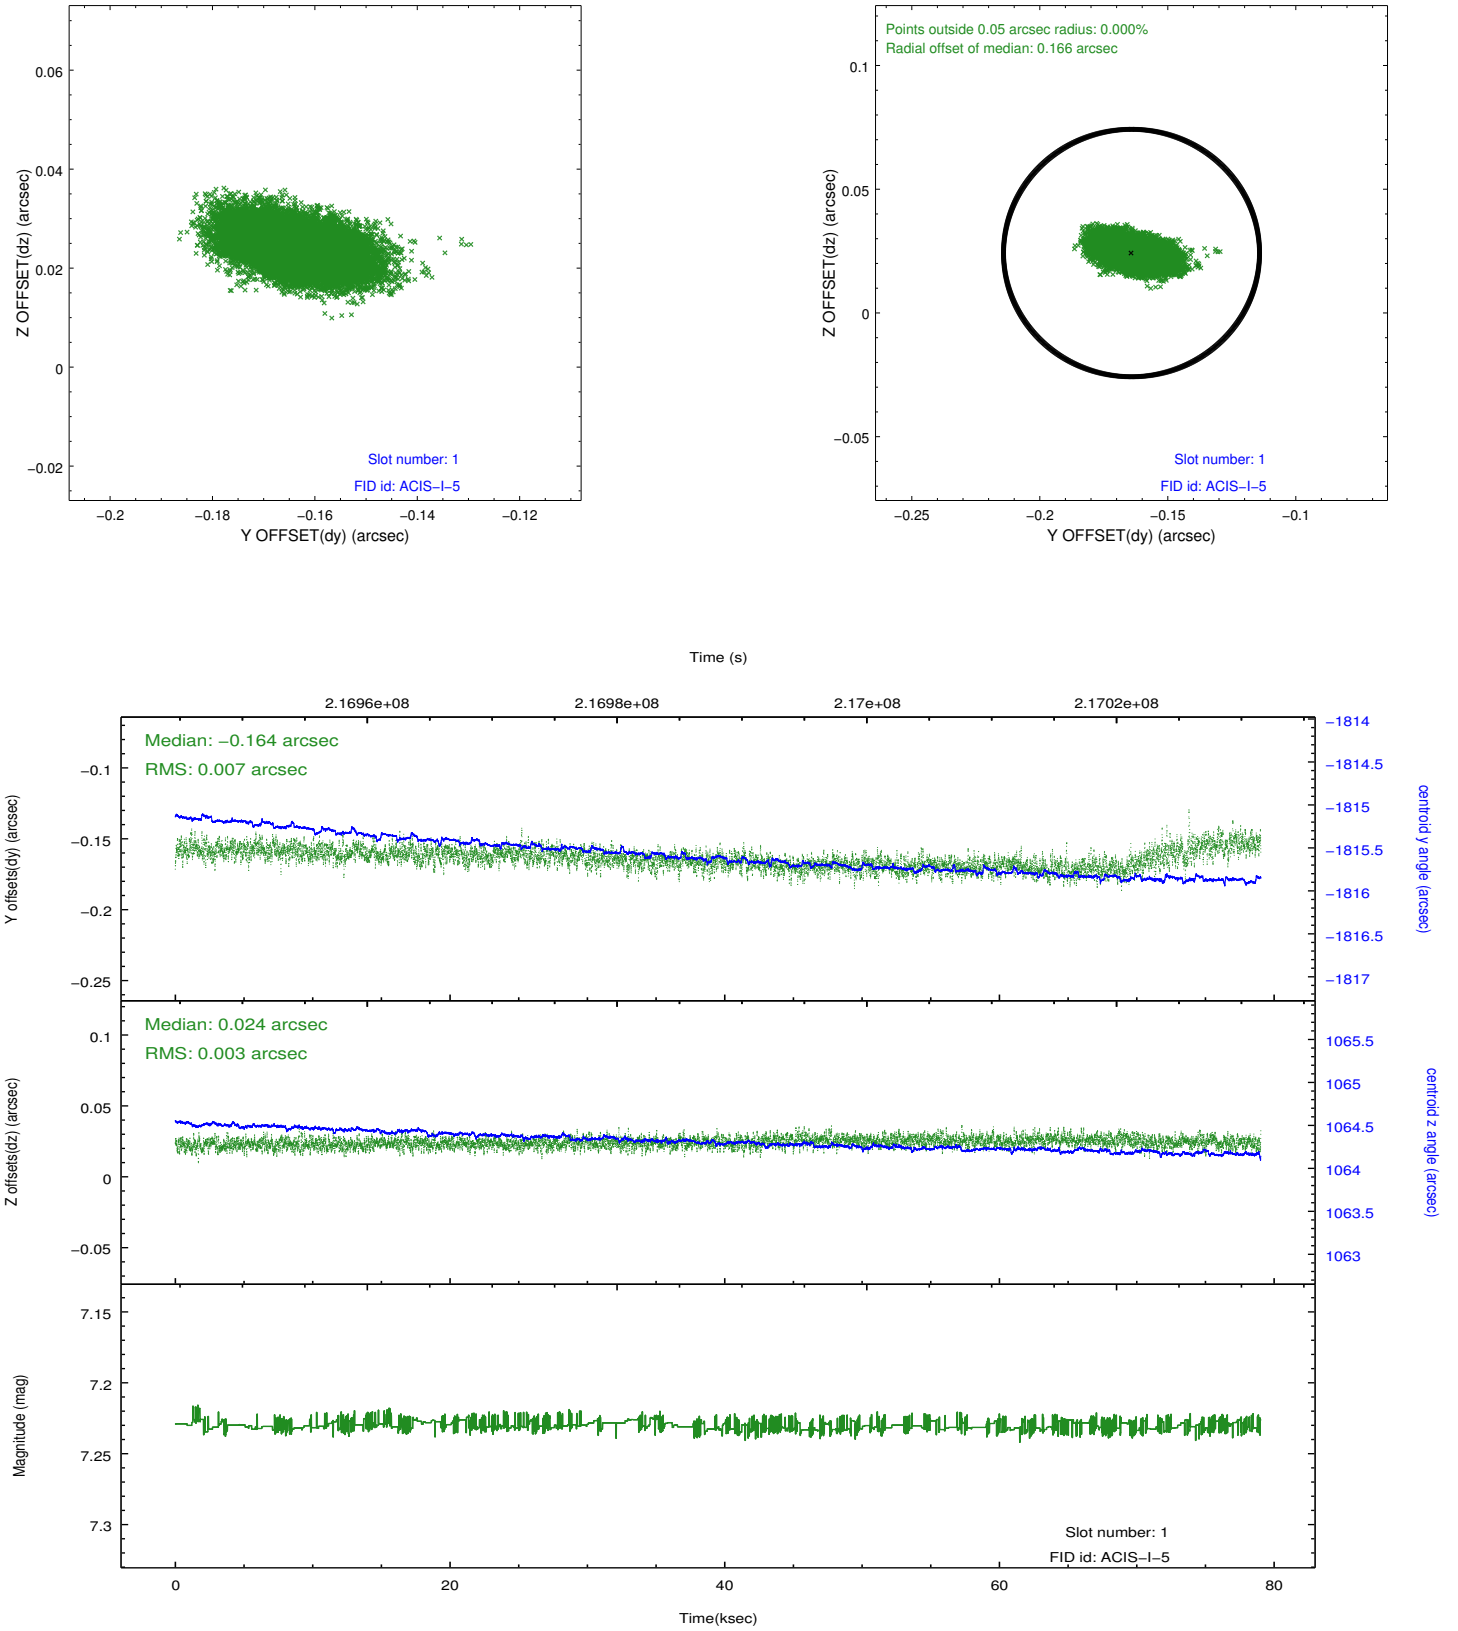 0.06
0.04
0.02
0
−0.02
Z OFFSET(dz) (arcsec)
Slot number: 1
FID id: ACIS−I−5
−0.2 −0.18 −0.16 −0.14 −0.12
Y OFFSET(dy) (arcsec)
Points outside 0.05 arcsec radius: 0.000%
Radial offset of median: 0.166 arcsec
0.1
0.05
0
−0.05
Z OFFSET(dz) (arcsec)
Slot number: 1
FID id: ACIS−I−5
−0.25 −0.2 −0.15 −0.1
Y OFFSET(dy) (arcsec)
Time (s)
2.1696e+08 2.1698e+08 2.17e+08 2.1702e+08
Median: −0.164 arcsec
RMS: 0.007 arcsec
−0.1
−0.15
−0.2
−0.25
Y offsets(dy) (arcsec)
−1814
−1814.5
−1815
−1815.5
−1816
−1816.5
−1817
centroid y angle (arcsec)
Median: 0.024 arcsec
RMS: 0.003 arcsec
0.1
0.05
0
−0.05
Z offsets(dz) (arcsec)
1065.5
1065
1064.5
1064
1063.5
1063
centroid z angle (arcsec)
7.15
7.2
7.25
7.3
Magnitude (mag)
Slot number: 1
FID id: ACIS−I−5
0 20 40 60 80
Time(ksec)